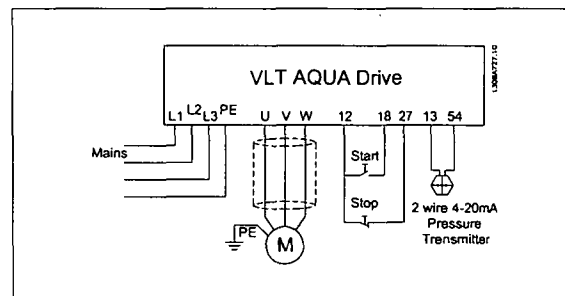 VLT AQUA Drive
L1 L2 L3 PE U V W 12 18 27 13 54
Mains
Start
Stop
PE
M
2 wire 4-20mA
Pressure
Transmitter